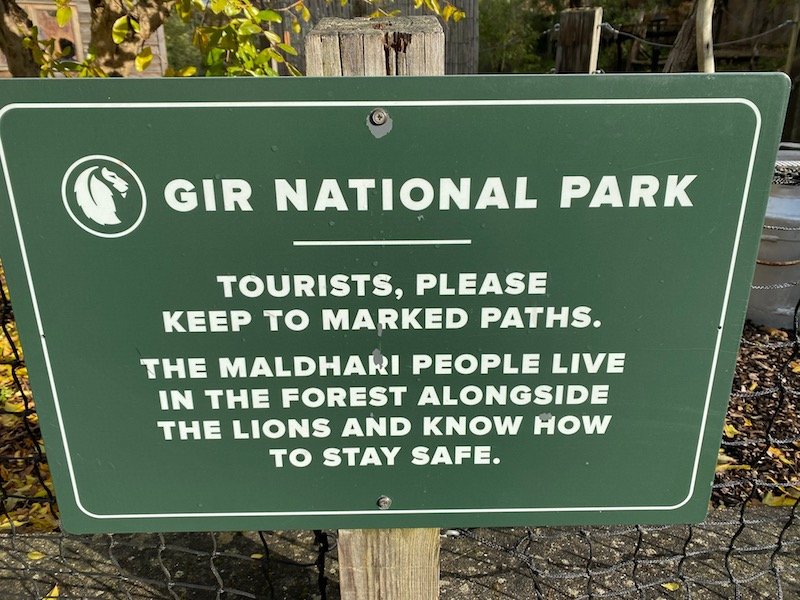 GIR NATIONAL PARK
TOURISTS, PLEASE
KEEP TO MARKED PATHS.
THE MALDHARI PEOPLE LIVE
IN THE FOREST ALONGSIDE
THE LIONS AND KNOW HOW
TO STAY SAFE.